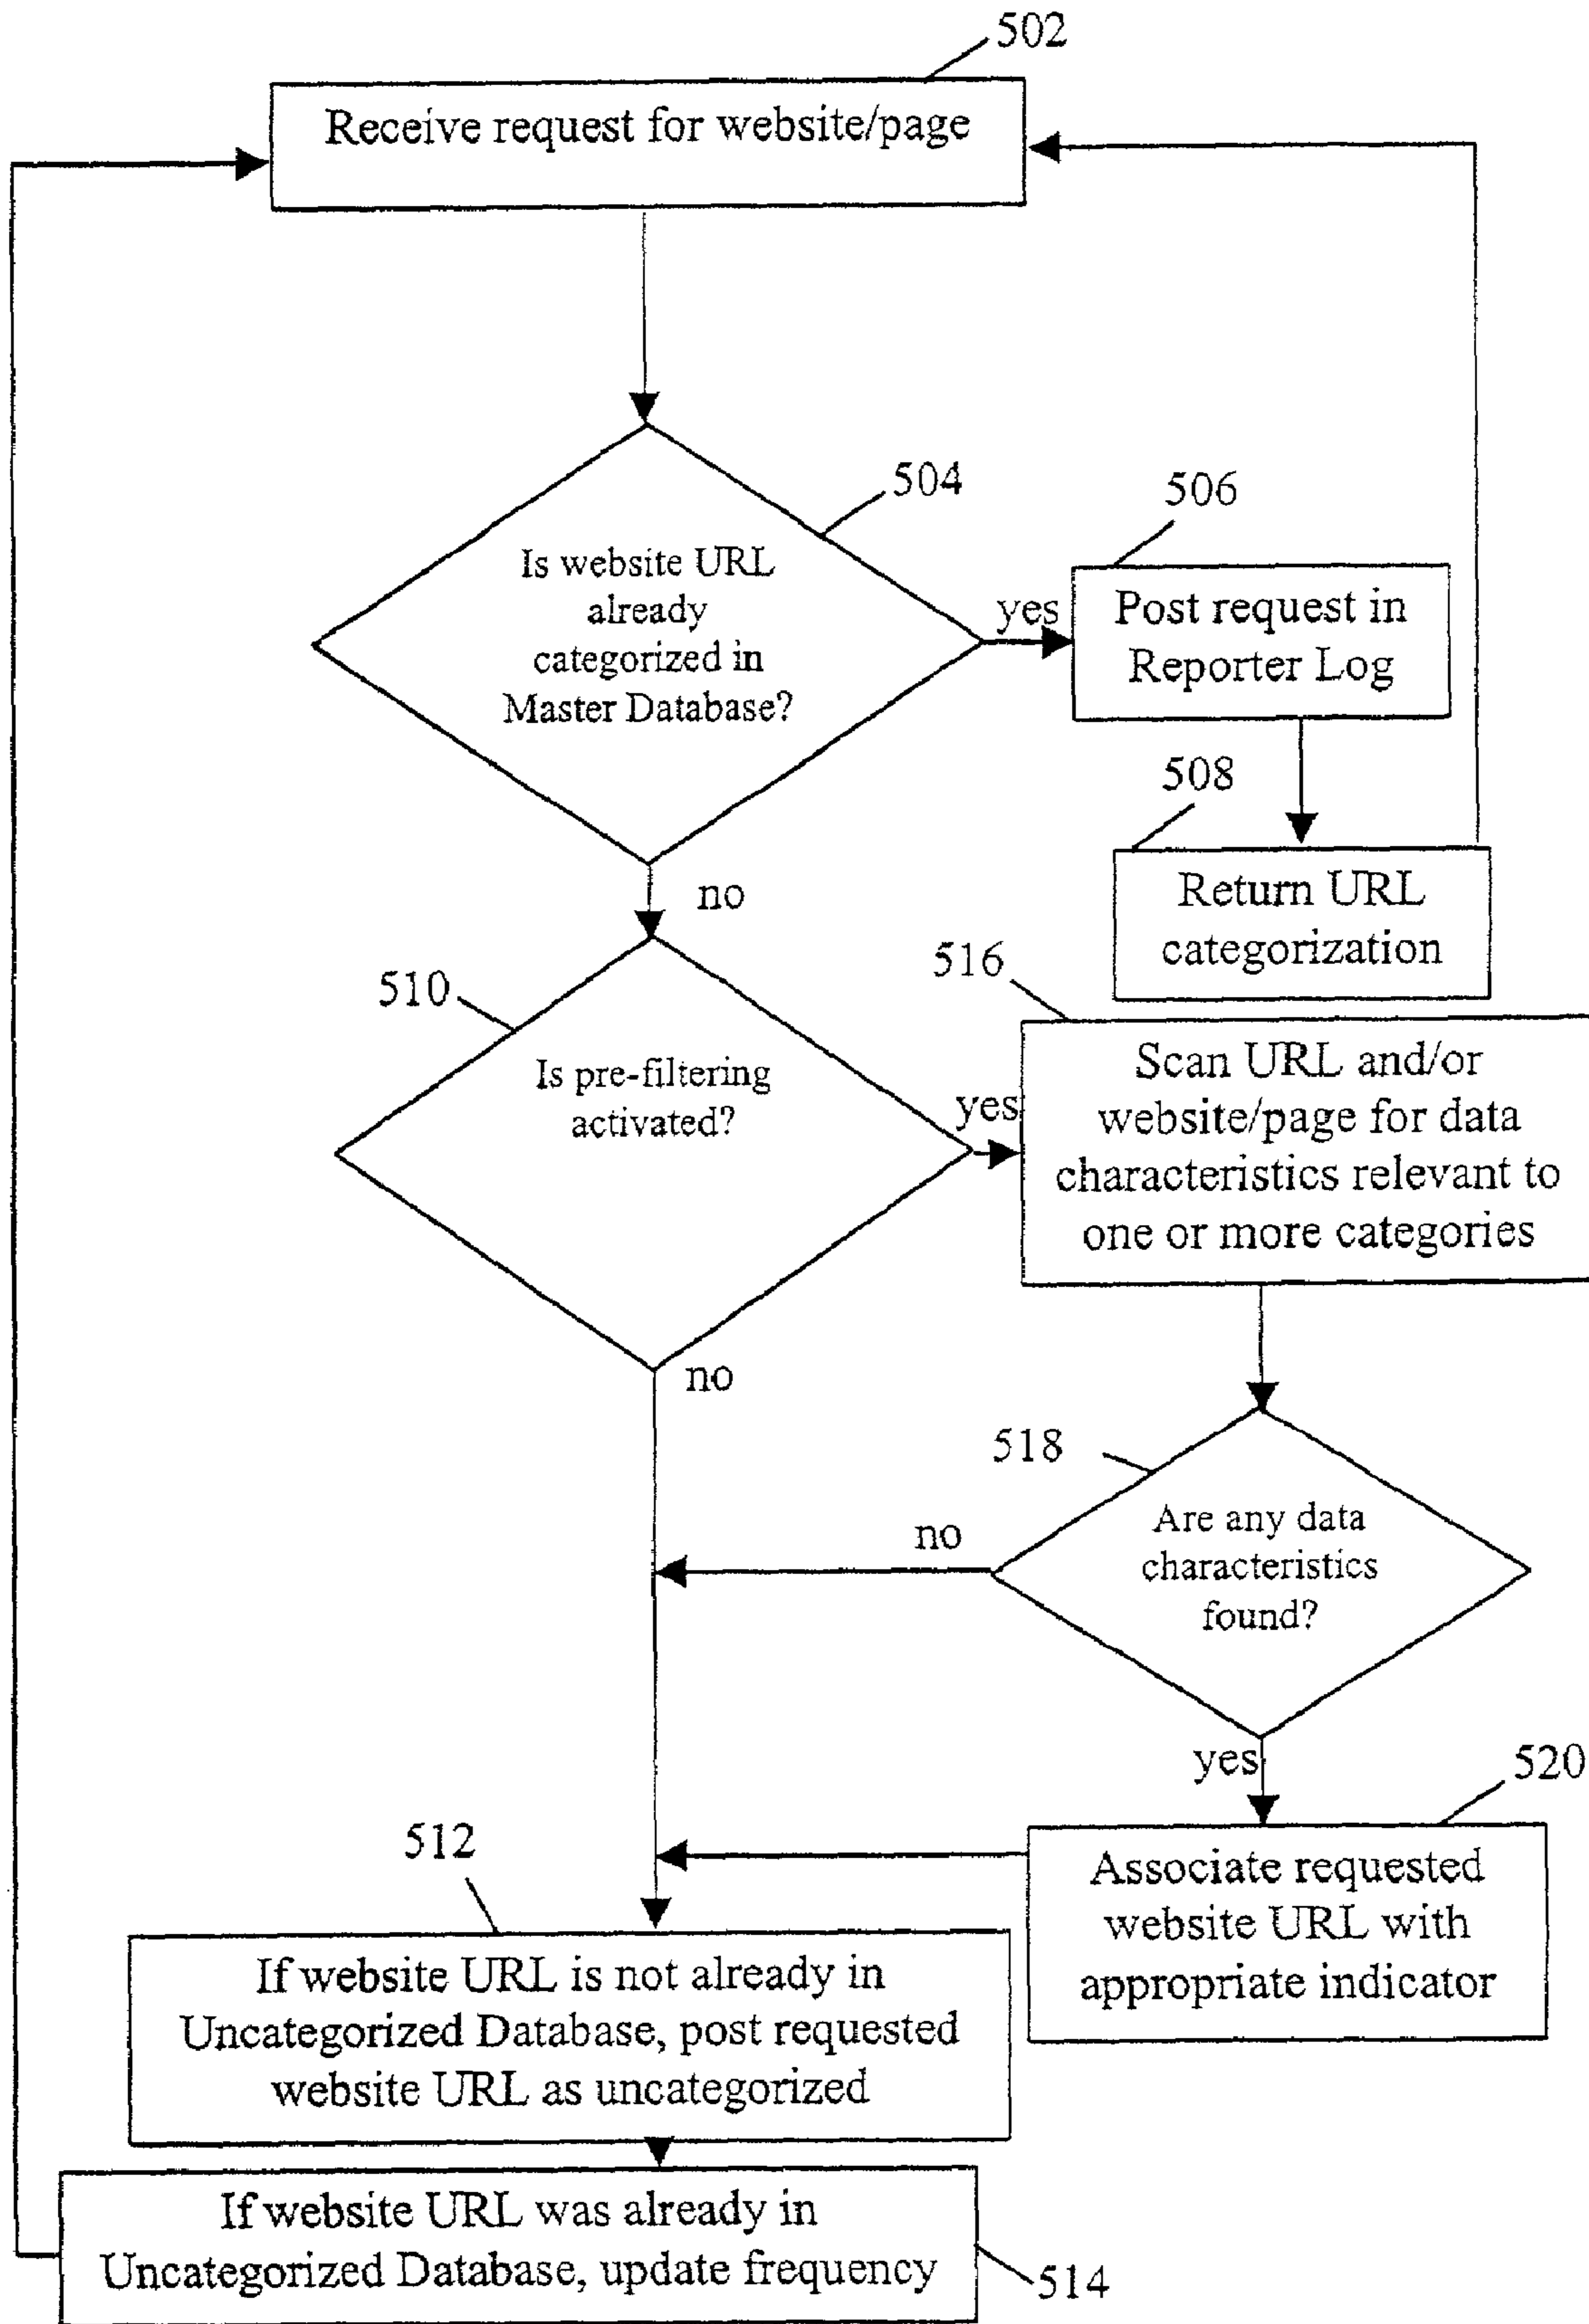 502
Receive request for website/page
504
Is website URL
already
categorized in
Master Database?
yes
506
Post request in
Reporter Log
508
Return URL
categorization
no
510
Is pre-filtering
activated?
yes
516
Scan URL and/or
website/page for data
characteristics relevant to
one or more categories
no
518
Are any data
characteristics
found?
no
yes
520
Associate requested
website URL with
appropriate indicator
512
If website URL is not already in
Uncategorized Database, post requested
website URL as uncategorized
If website URL was already in
Uncategorized Database, update frequency
514